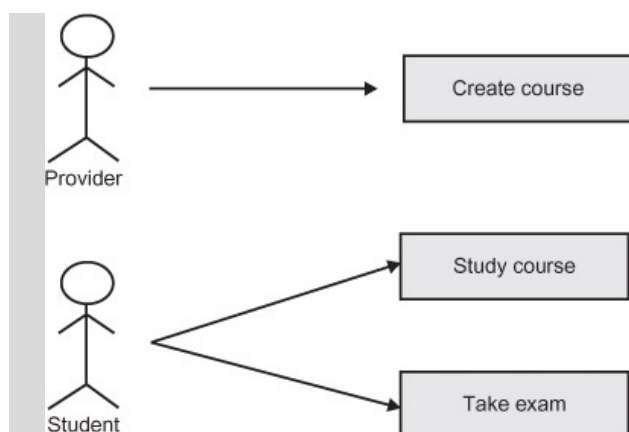 Create course
Provider
Study course
Take exam
Student